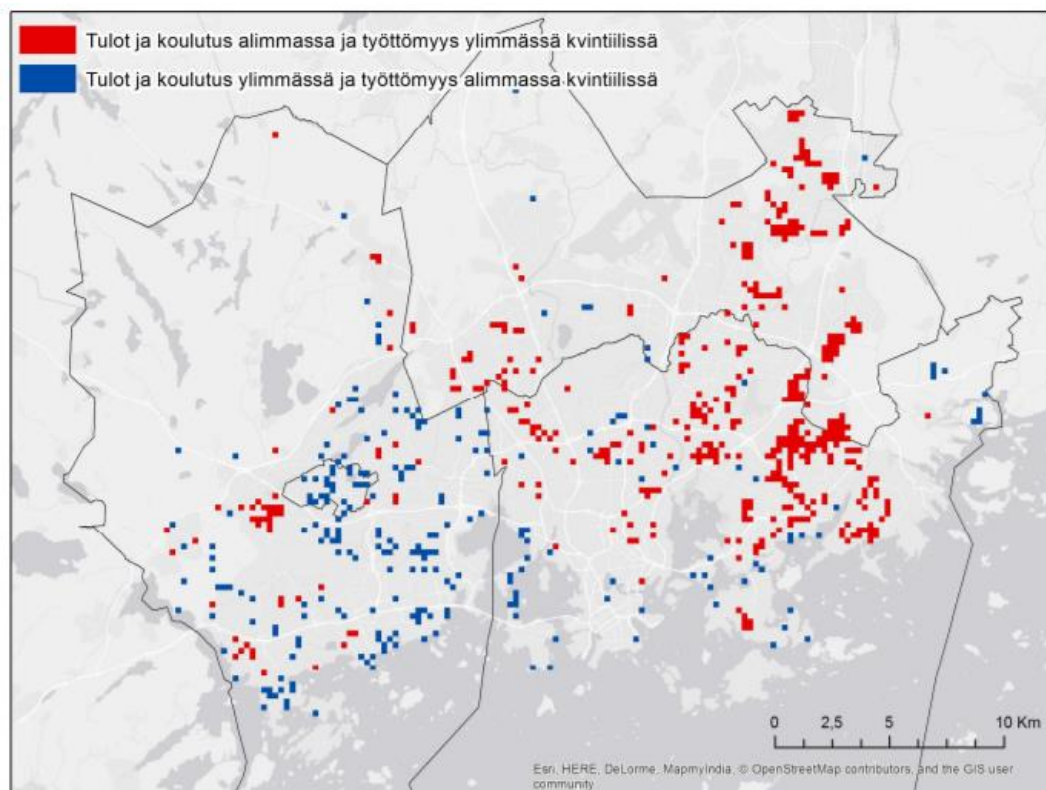 Tulot ja koulutus alimmassa ja työttömyys ylimmässä kvintiilissä
Tulot ja koulutus ylimmässä ja työttömyys alimmassa kvintiilissä
0 2,5 5 10 Km
Esri, HERE, DeLorme, MapmyIndia, © OpenStreetMap contributors, and the GIS user
community